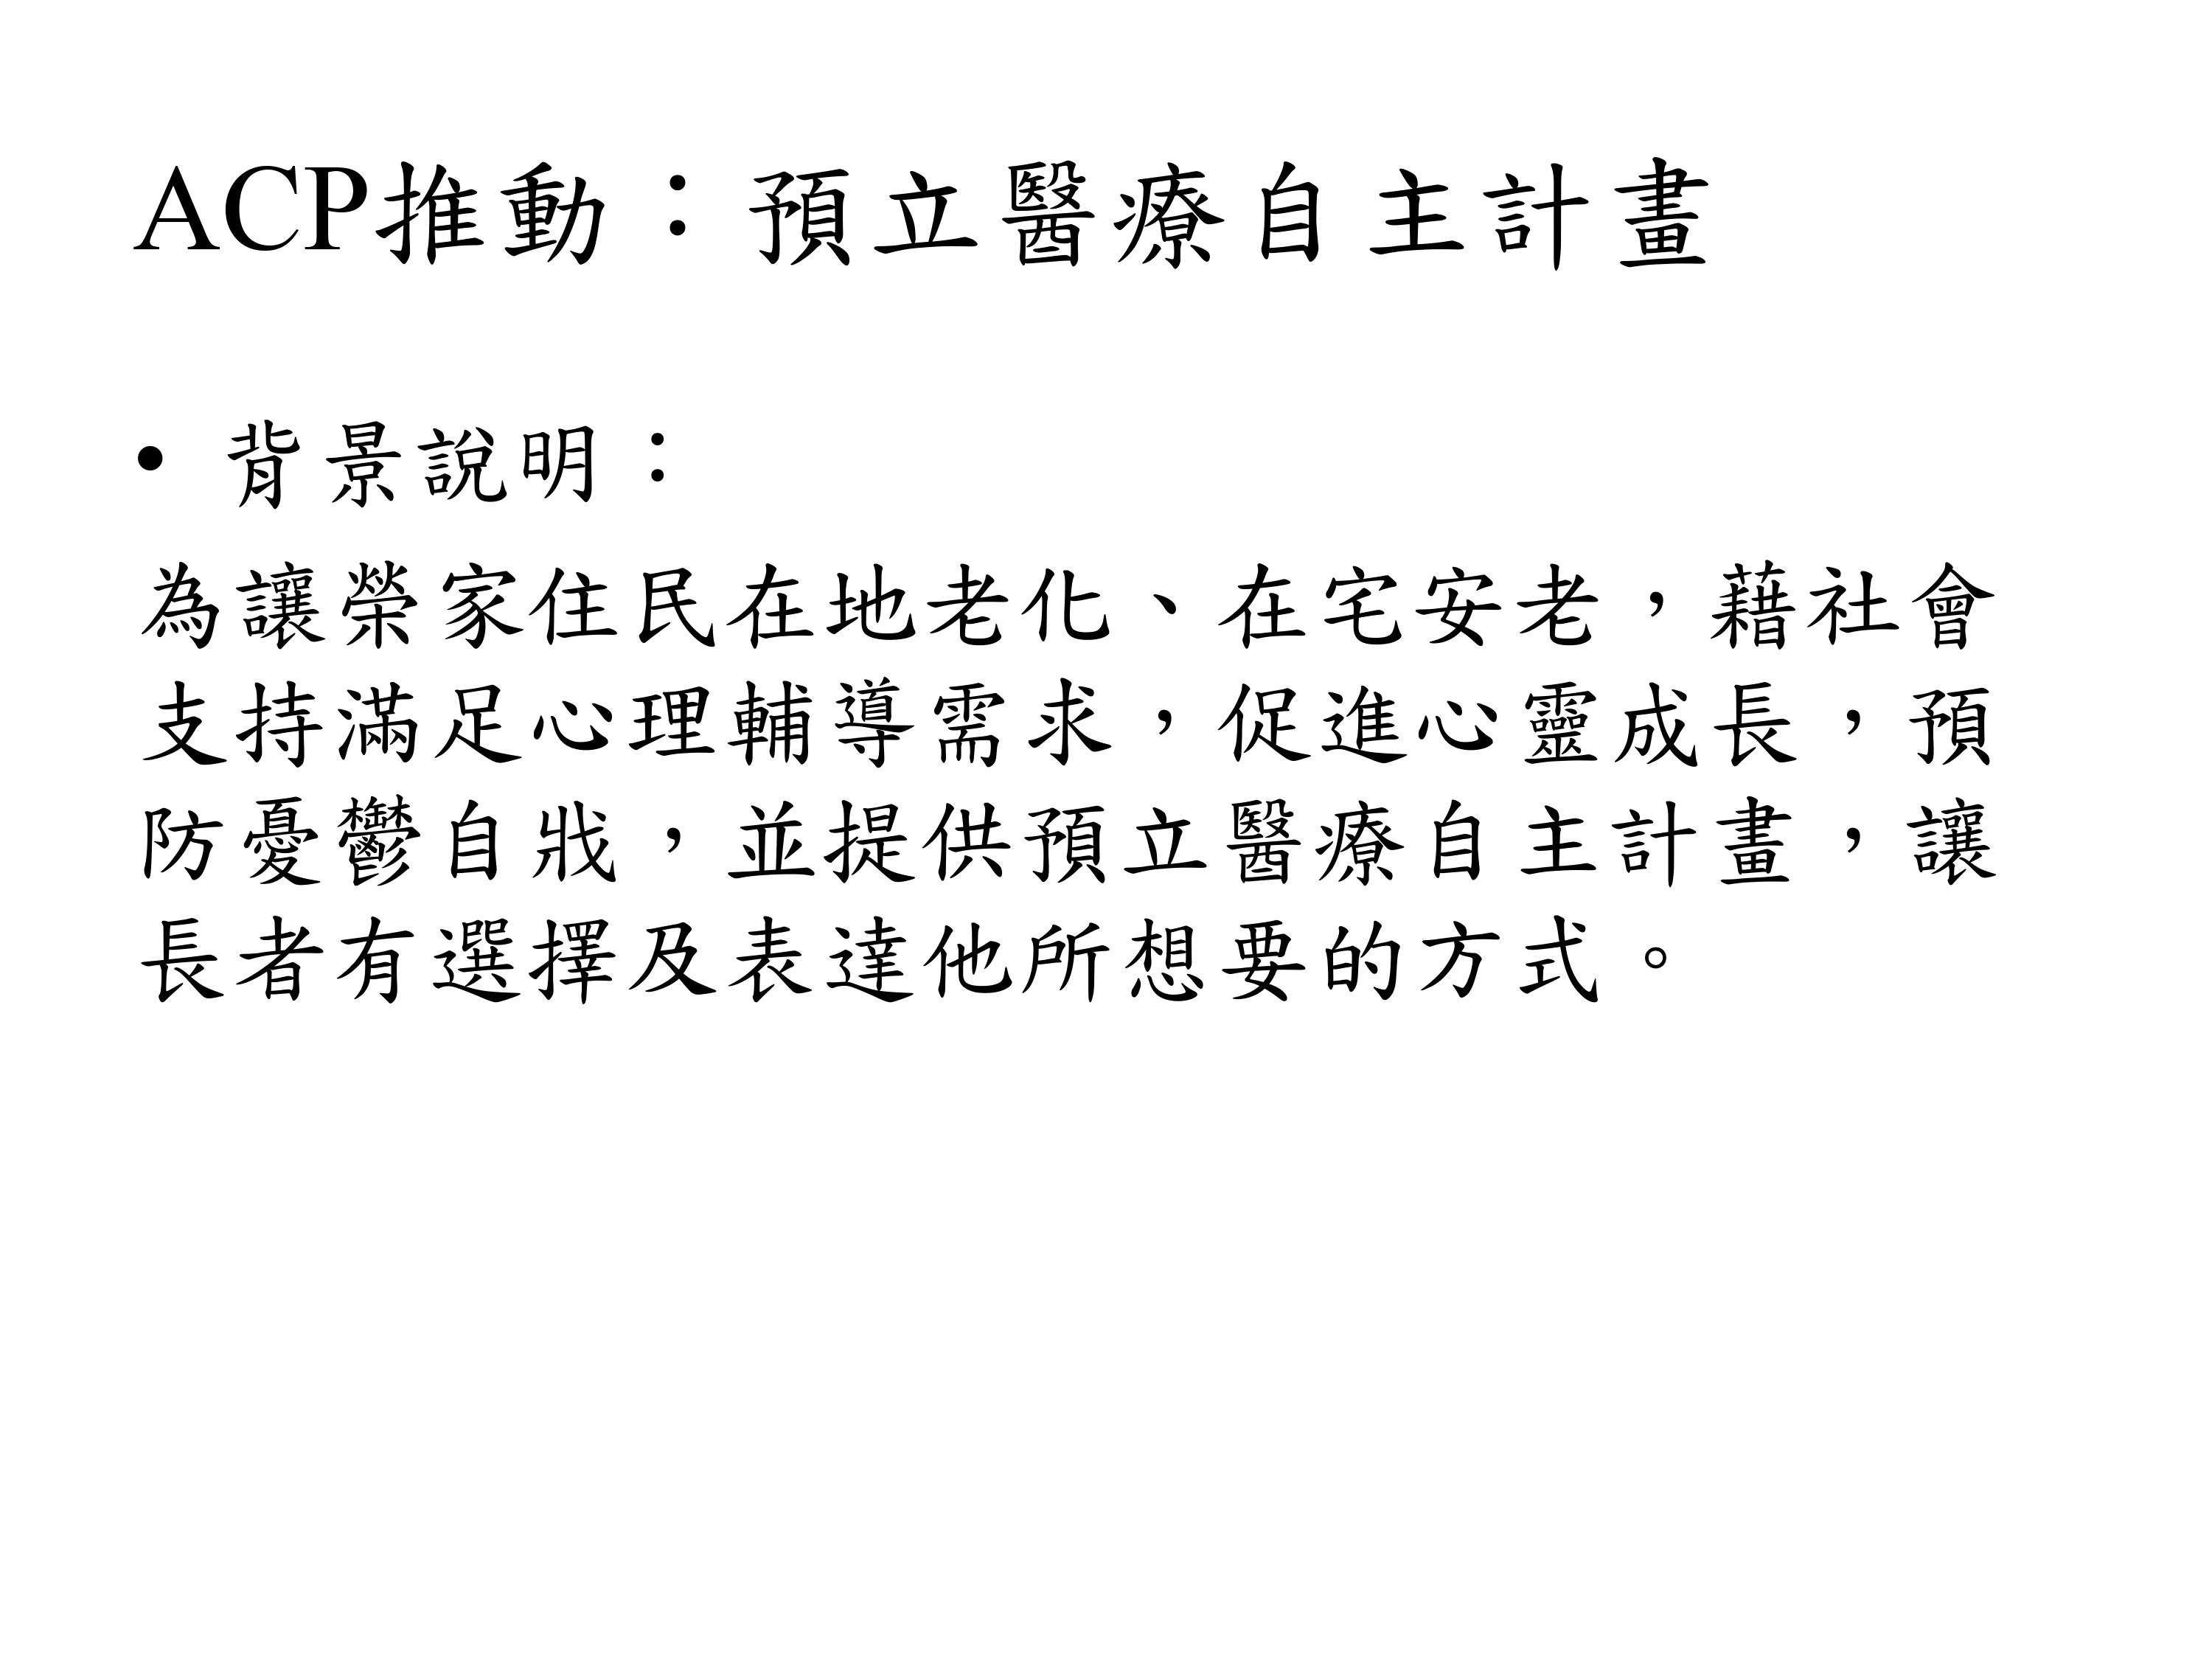 ACP推動：預立醫療自主計畫
• 背景說明：
為讓榮家住民在地老化、在宅安老，藉社會
支持滿足心理輔導需求，促進心靈成長，預
防憂鬱自戕，並提供預立醫療自主計畫，讓
長者有選擇及表達他所想要的方式。